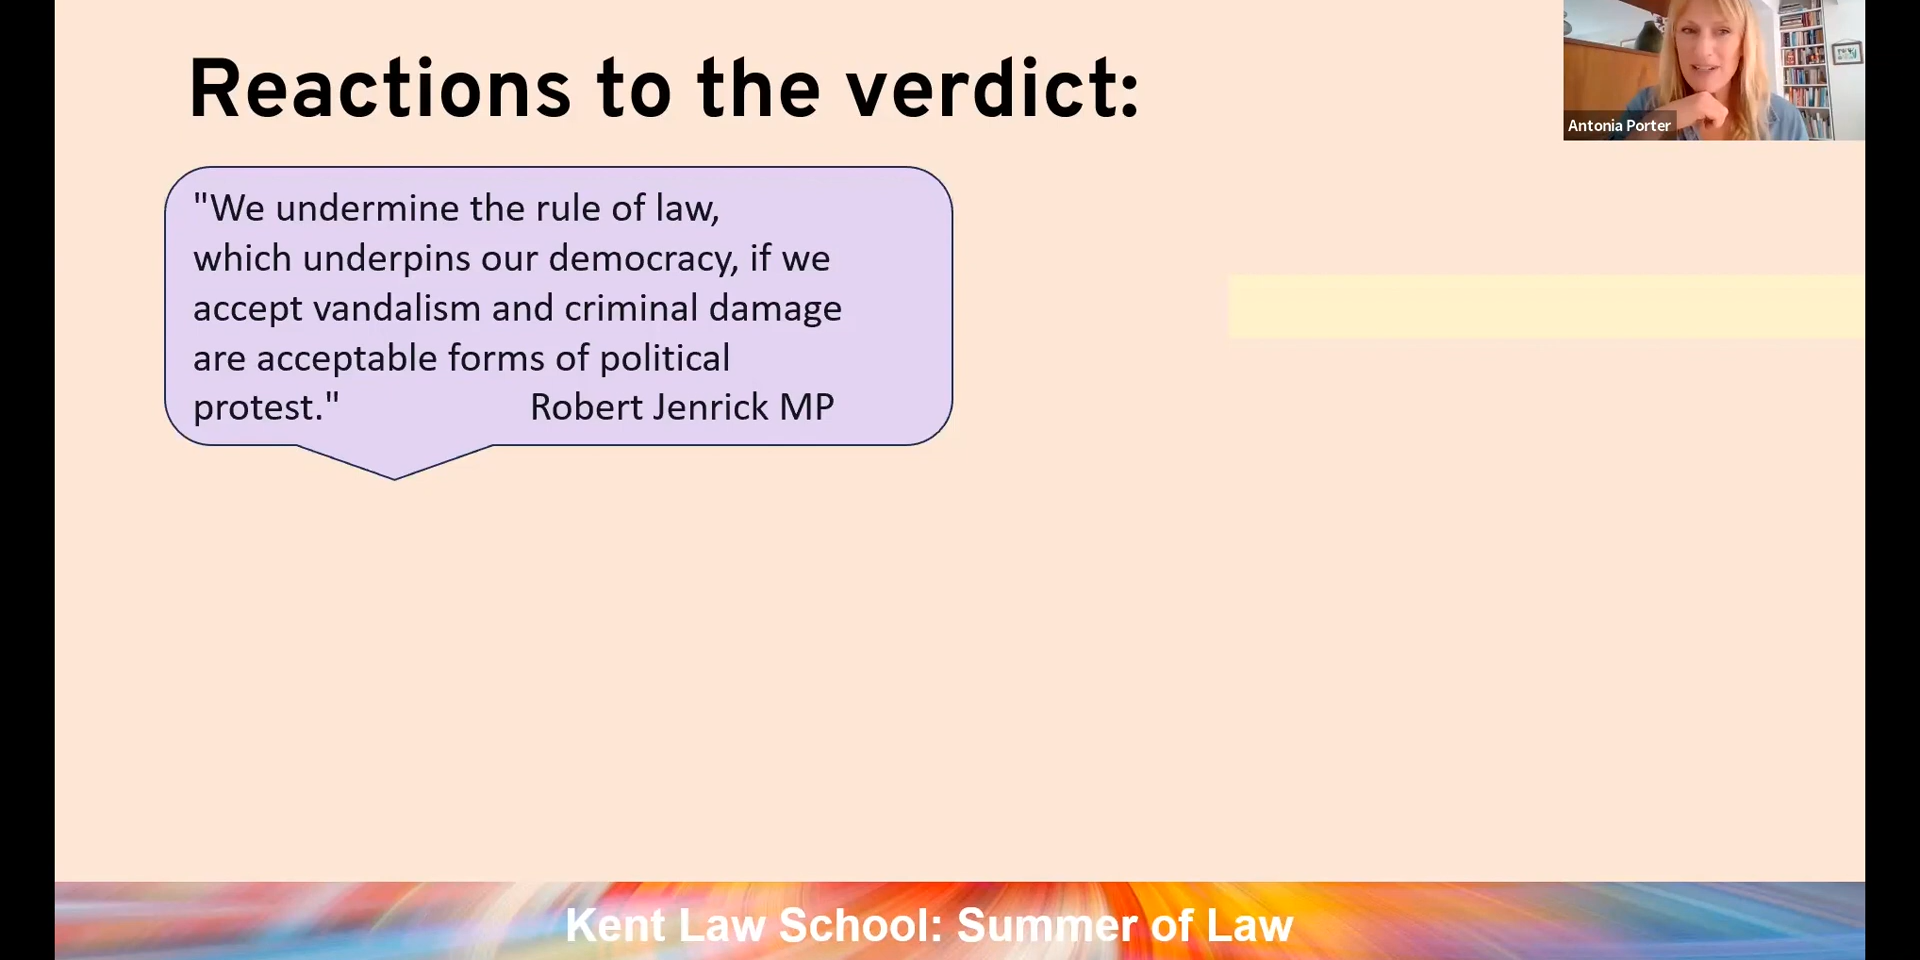 Reactions to the verdict:
Antonia Porter
"We undermine the rule of law,
which underpins our democracy, if we
accept vandalism and criminal damage
are acceptable forms of political
protest." Robert Jenrick MP
Kent Law School: Summer of Law